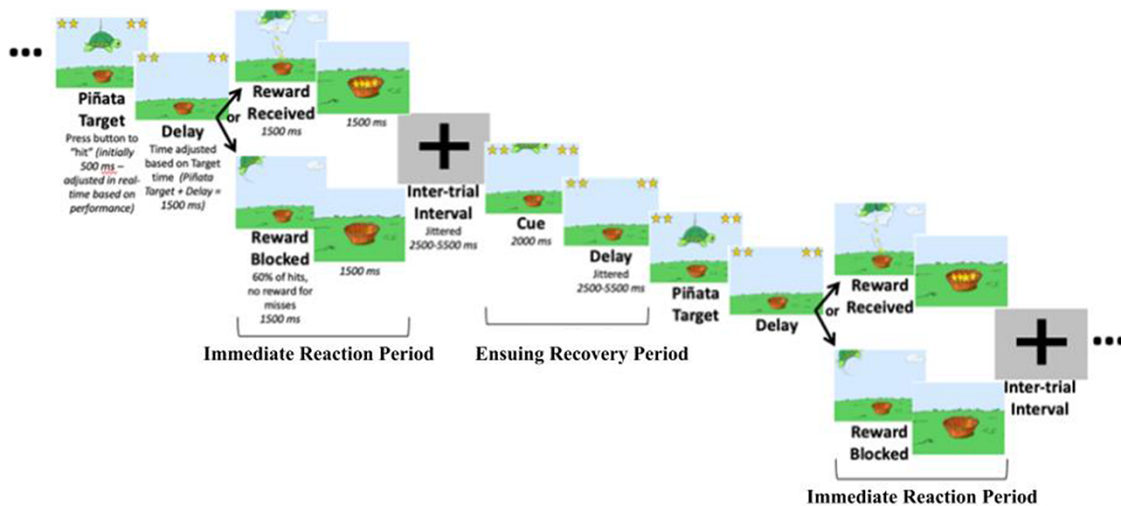 ...
Piñata
Target
Press button to
"hit" (initially
500 ms –
adjusted in real-
time based on
performance)
Delay
Time adjusted
based on Target
time (Piñata
Target + Delay =
1500 ms)
or
Reward
Received
1500 ms
1500 ms
Reward
Blocked
60% of hits,
no reward for
misses
1500 ms
1500 ms
Immediate Reaction Period
Inter-trial
Interval
Jittered
2500-5500 ms
Cue
2000 ms
Delay
Jittered
2500-5500 ms
Ensuing Recovery Period
Piñata
Target
Delay
or
Reward
Received
Reward
Blocked
Immediate Reaction Period
Inter-trial
Interval
...